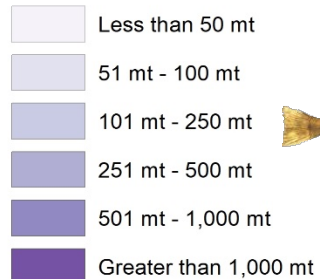 Less than 50 mt
51 mt - 100 mt
101 mt - 250 mt
251 mt - 500 mt
501 mt - 1,000 mt
Greater than 1,000 mt